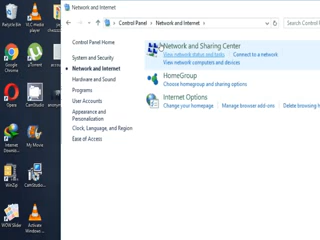 Network and Internet
Control Panel > Network and Internet >
Search Control P
Control Panel Home
System and Security
Network and Internet
Hardware and Sound
Programs
User Accounts
Appearance and
Personalization
Clock, Language, and Region
Ease of Access
Network and Sharing Center
View network status and tasks
Connect to a network
View network computers and devices
HomeGroup
Choose homegroup and sharing options
Internet Options
Change your homepage
Manage browser add-ons
Delete browsing h
Recycle Bin
VLC media
player
an
Google
Chrome
uTorrent
Opera
CamStudio
Internet
Downloa...
My Movie
WinZip
CamStudio...
WOW Slider
Activate
Windows...